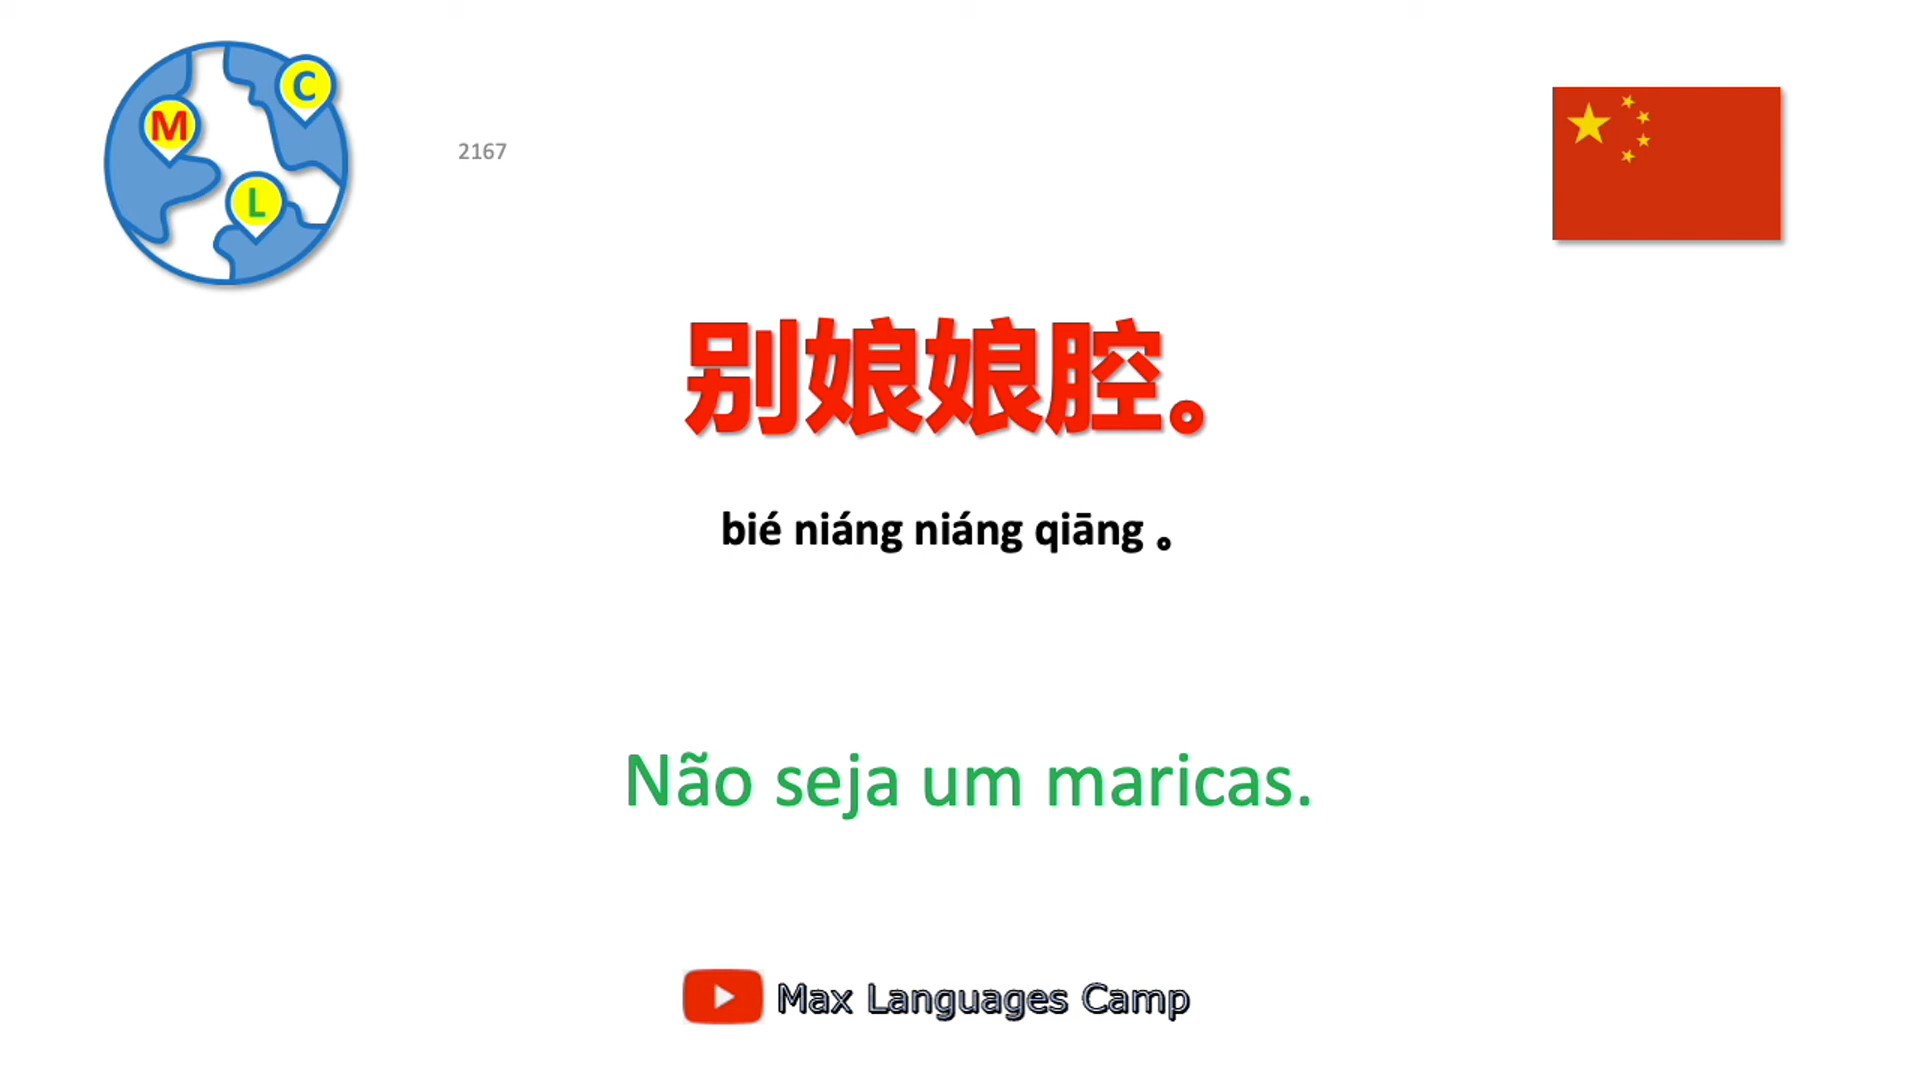 C
M
L
2167
别娘娘腔。
bié niáng niáng qiāng 。
Não seja um maricas.
Max Languages Camp